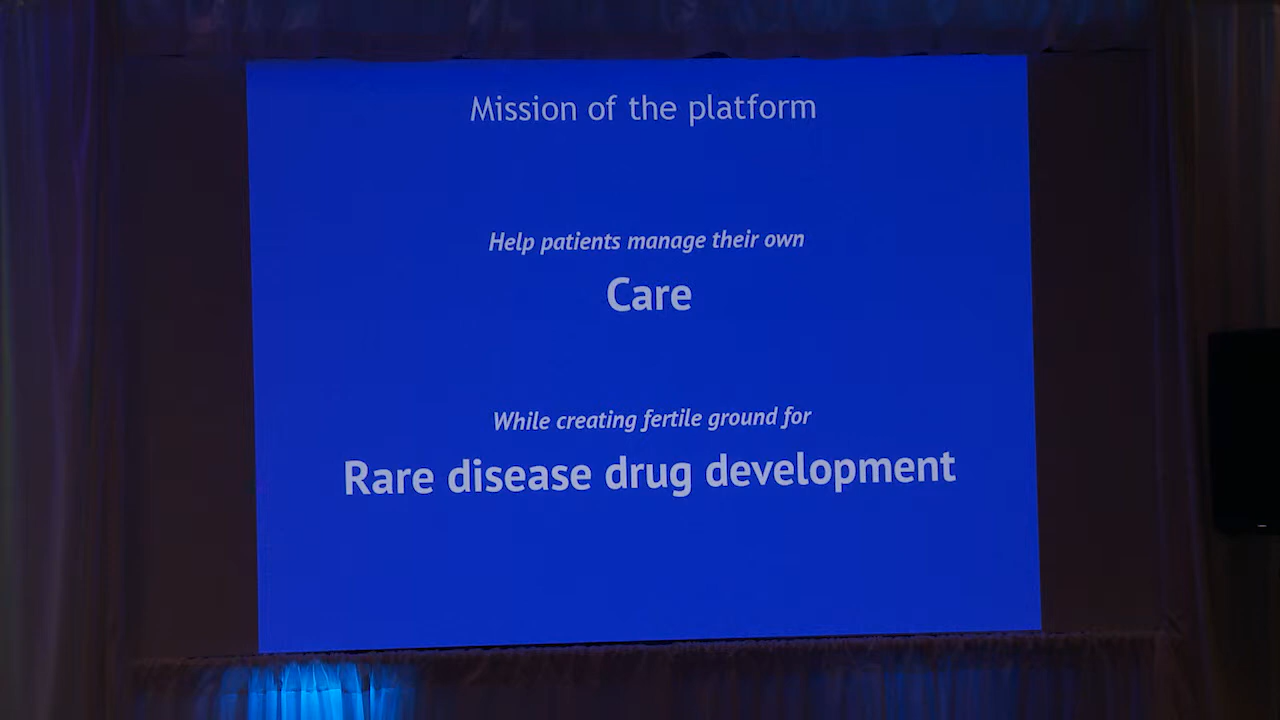 Mission of the platform
Help patients manage their own
Care
While creating fertile ground for
Rare disease drug development